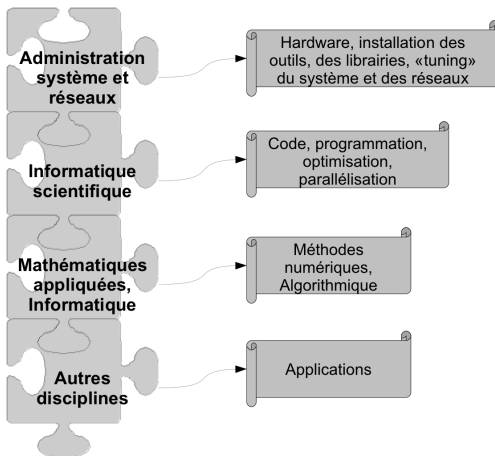 Administration
système et
réseaux
Hardware, installation des
outils, des librairies, «tuning»
du système et des réseaux
Informatique
scientifique
Code, programmation,
optimisation,
parallélisation
Mathématiques
appliquées,
Informatique
Méthodes
numériques,
Algorithmique
Autres
disciplines
Applications